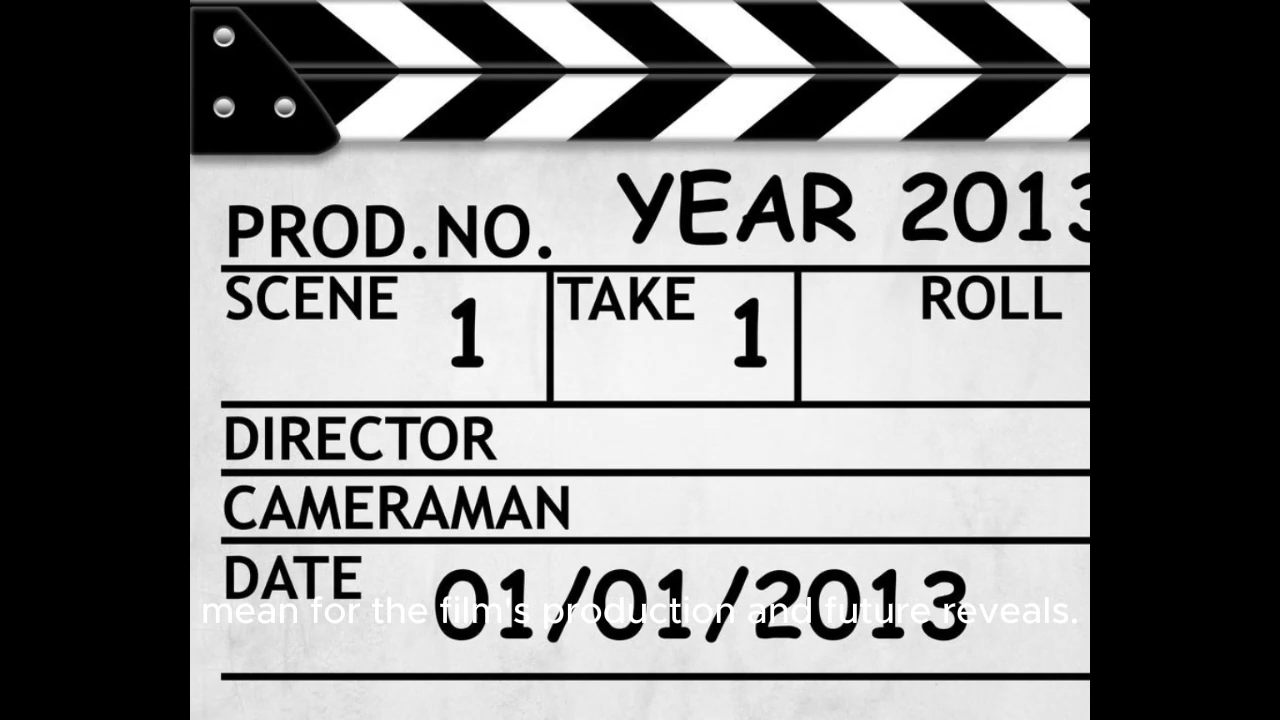 PROD.NO. YEAR 2013
SCENE 1 TAKE 1 ROLL
DIRECTOR
CAMERAMAN
DATE 01/01/2013
mean for the film's production and future reveals.